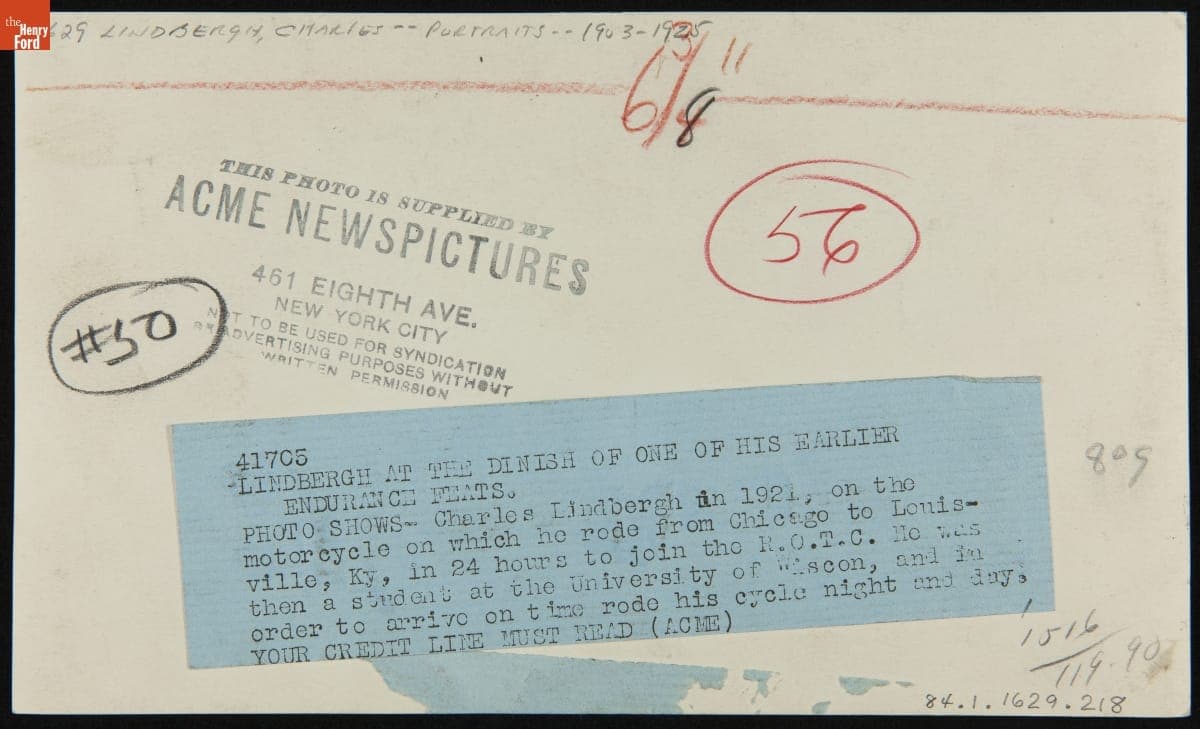 the
Henry
Ford
629 LINDBERGH, CHARLES -- PORTRAITS -- 1903-1925
11
8
THIS PHOTO IS SUPPLIED BY
ACME NEWSPICTURES
461 EIGHTH AVE.
NEW YORK CITY
NOT TO BE USED FOR SYNDICATION
OR ADVERTISING PURPOSES WITHOUT
WRITTEN PERMISSION
56
#50
41705
LINDBERGH AT THE DINISH OF ONE OF HIS EARLIER
ENDURANCE FEATS.
PHOTO SHOWS- Charles Lindbergh in 1921, on the
motorcycle on which he rode from Chicago to Louis-
ville, Ky, in 24 hours to join the R.O.T.C. He was
then a student at the University of Wiscon, and in
order to arrive on time rode his cycle night and day.
YOUR CREDIT LINE MUST READ (ACME)
809
1516
119.90
84.1.1629.218